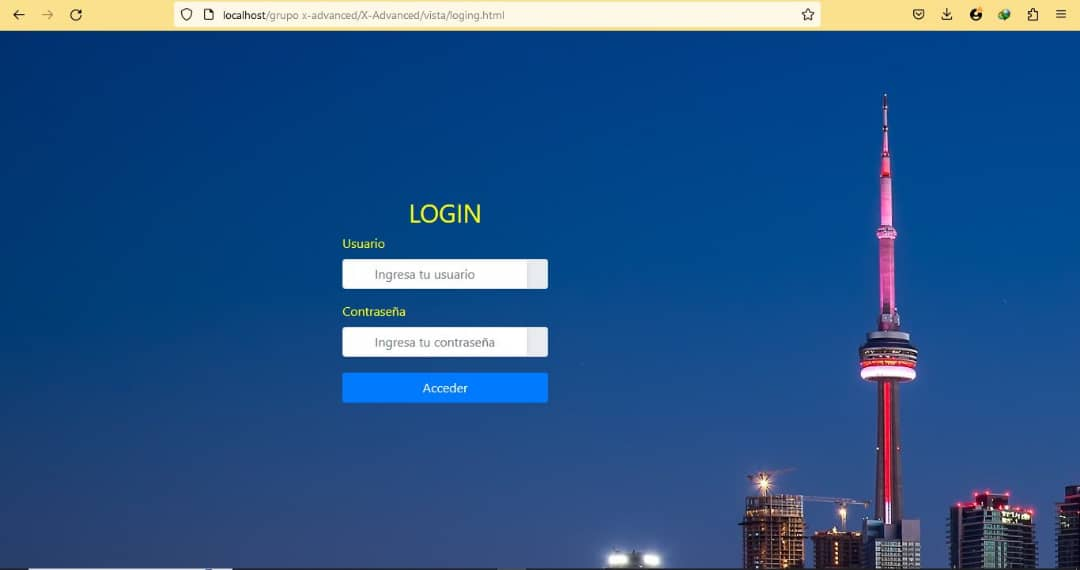 localhost/grupo x-advanced/X-Advanced/vista/loging.html
LOGIN
Usuario
Ingresa tu usuario
Contraseña
Ingresa tu contraseña
Acceder